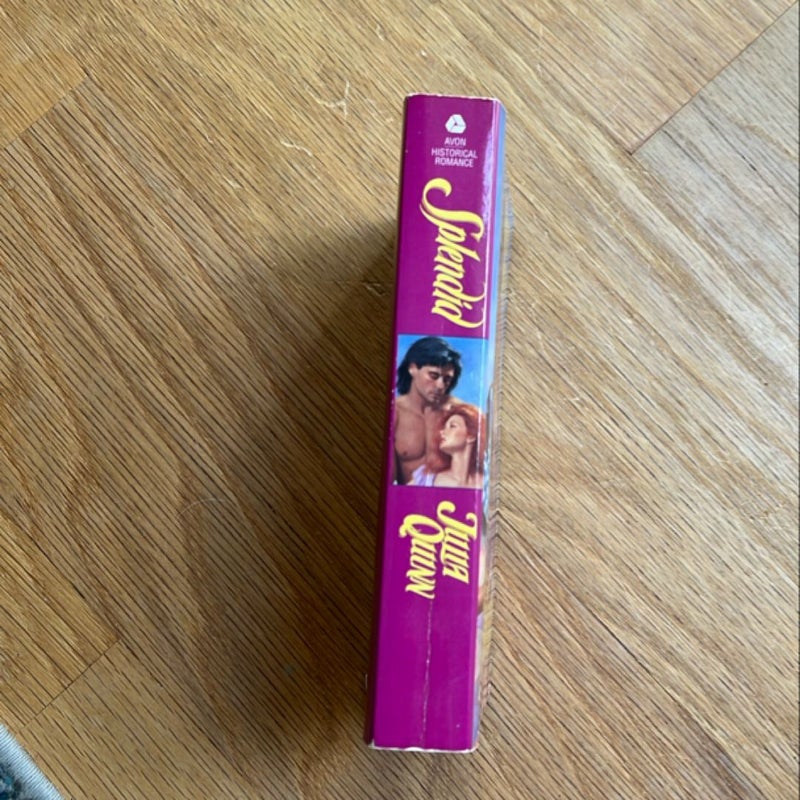 AVON
HISTORICAL
ROMANCE
Splendid
Julia
Quinn